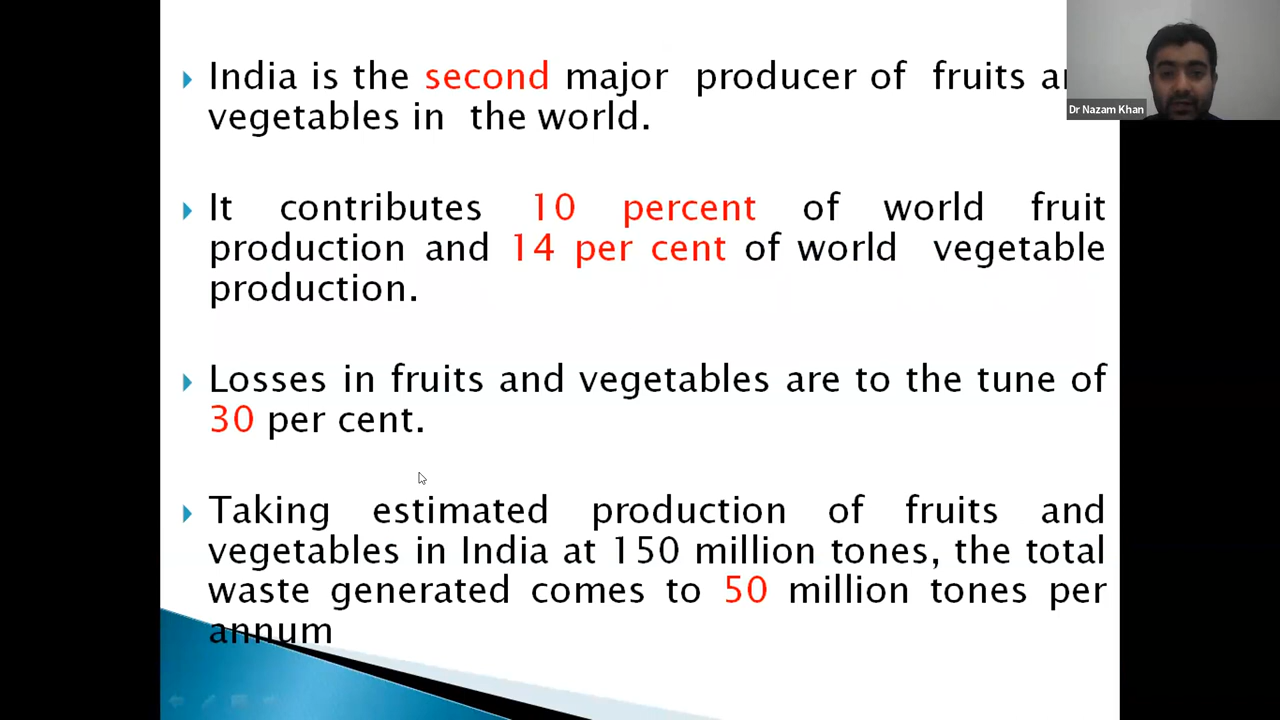 India is the second major producer of fruits
vegetables in the world.
It contributes 10 percent of world fruit
production and 14 per cent of world vegetable
production.
Losses in fruits and vegetables are to the tune of
30 per cent.
Taking estimated production of fruits and
vegetables in India at 150 million tones, the total
waste generated comes to 50 million tones per
annum
Dr Nazam Khan